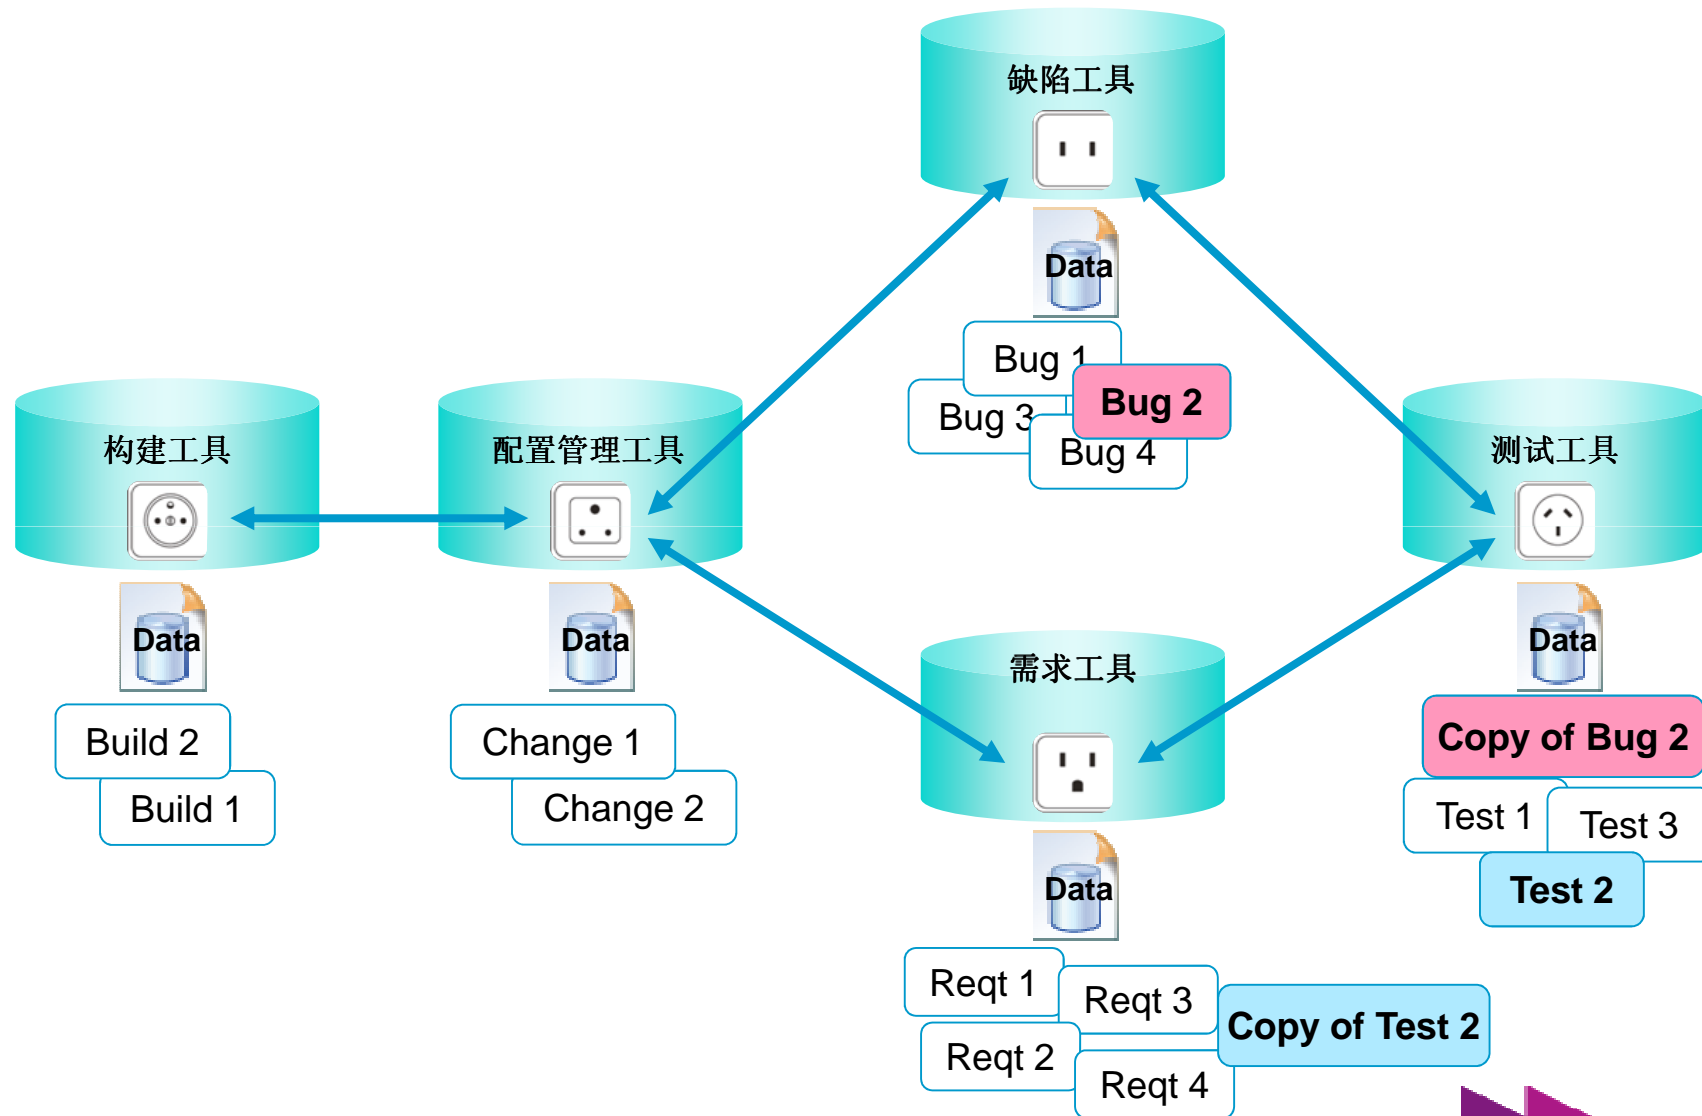 缺陷工具
Data
Bug 1
Bug 2
Bug 3
Bug 4
构建工具
Data
Build 2
Build 1
配置管理工具
Data
Change 1
Change 2
测试工具
Data
Copy of Bug 2
Test 1
Test 3
Test 2
需求工具
Data
Reqt 1
Reqt 3
Copy of Test 2
Reqt 2
Reqt 4